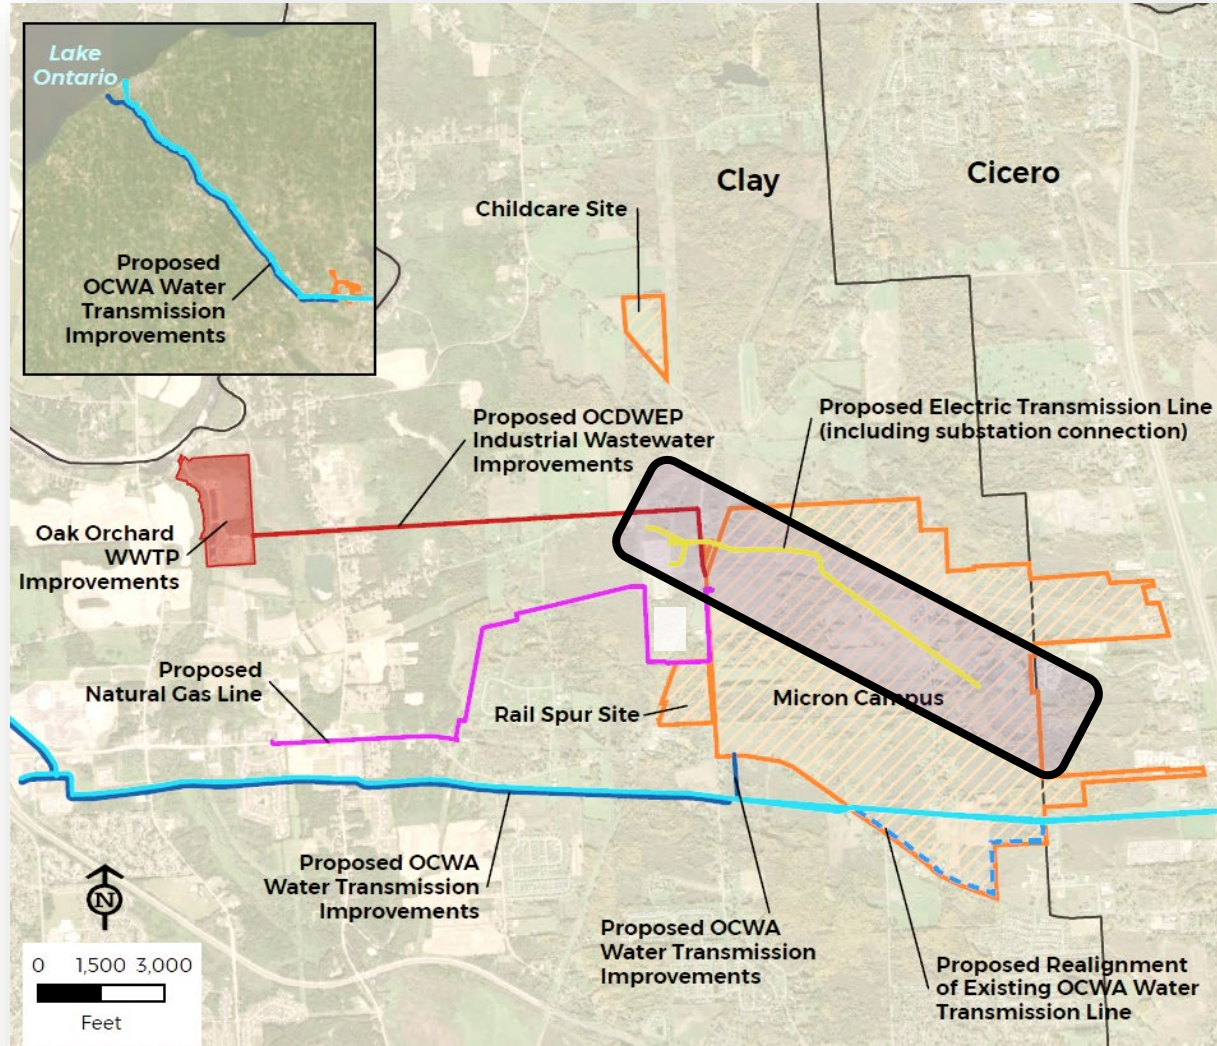 Lake
Ontario
Proposed
OCWA Water
Transmission
Improvements
Clay
Cicero
Childcare Site
Proposed OCDWEP
Industrial Wastewater
Improvements
Proposed Electric Transmission Line
(including substation connection)
Oak Orchard
WWTP
Improvements
Proposed
Natural Gas Line
Rail Spur Site
Micron Campus
Proposed OCWA
Water Transmission
Improvements
Proposed OCWA
Water Transmission
Improvements
Proposed Realignment
of Existing OCWA Water
Transmission Line
N
0 1,500 3,000
Feet